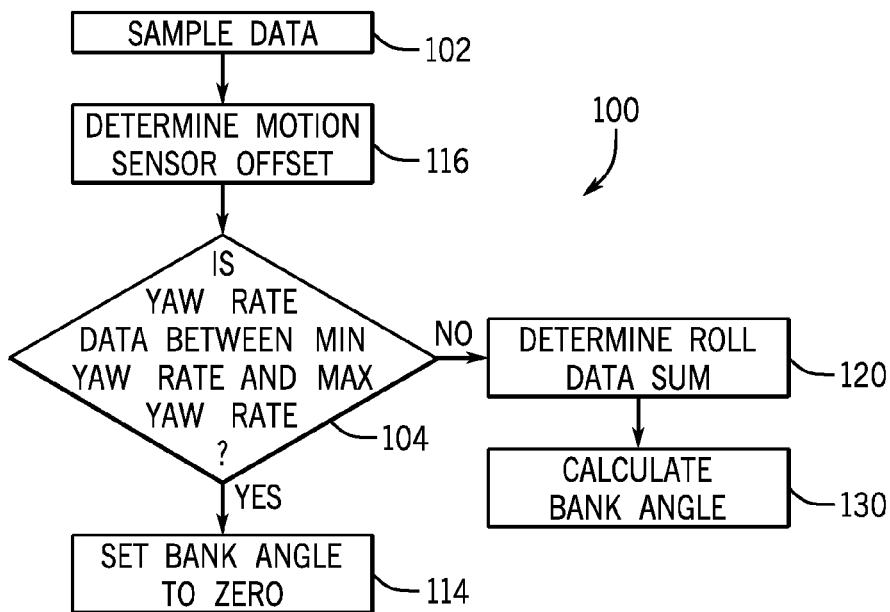 SAMPLE DATA
102
DETERMINE MOTION
SENSOR OFFSET
116
100
IS
YAW RATE
DATA BETWEEN MIN
YAW RATE AND MAX
YAW RATE
?
104
NO
DETERMINE ROLL
DATA SUM
120
CALCULATE
BANK ANGLE
130
YES
SET BANK ANGLE
TO ZERO
114